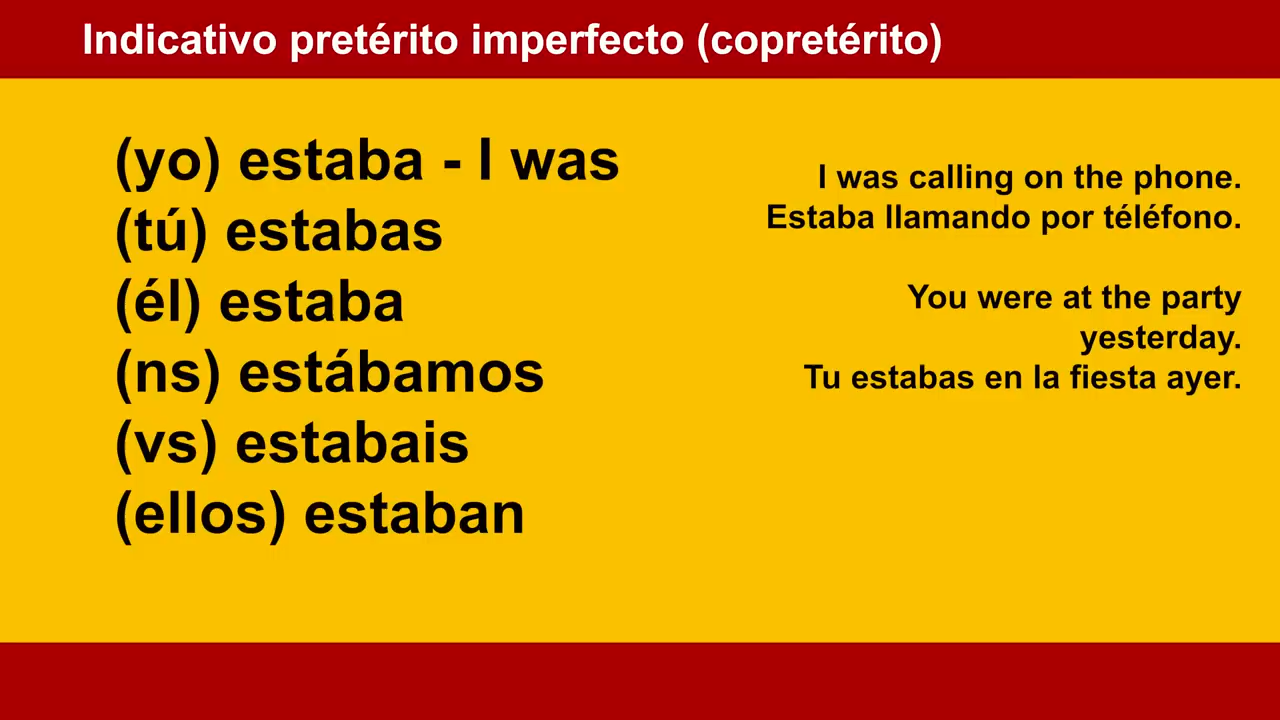 Indicativo pretérito imperfecto (copretérito)
(yo) estaba - I was
(tú) estabas
(él) estaba
(ns) estábamos
(vs) estabais
(ellos) estaban
I was calling on the phone.
Estaba llamando por téléfono.
You were at the party
yesterday.
Tu estabas en la fiesta ayer.